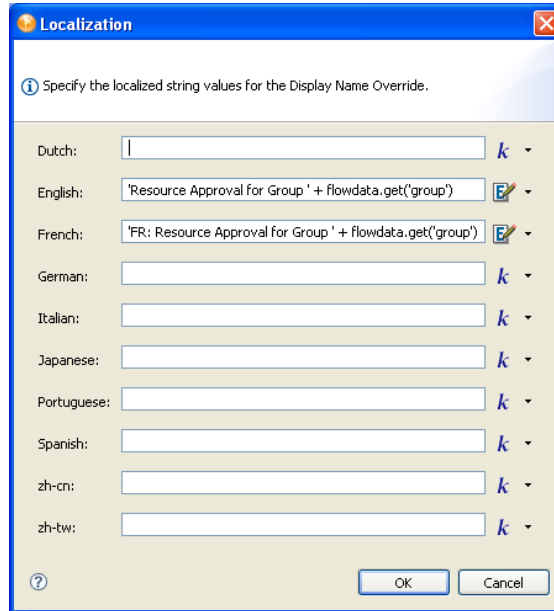 Localization
Specify the localized string values for the Display Name Override.
Dutch:
English: 'Resource Approval for Group ' + flowdata.get('group')
French: 'FR: Resource Approval for Group ' + flowdata.get('group')
German:
Italian:
Japanese:
Portuguese:
Spanish:
zh-cn:
zh-tw:
OK Cancel